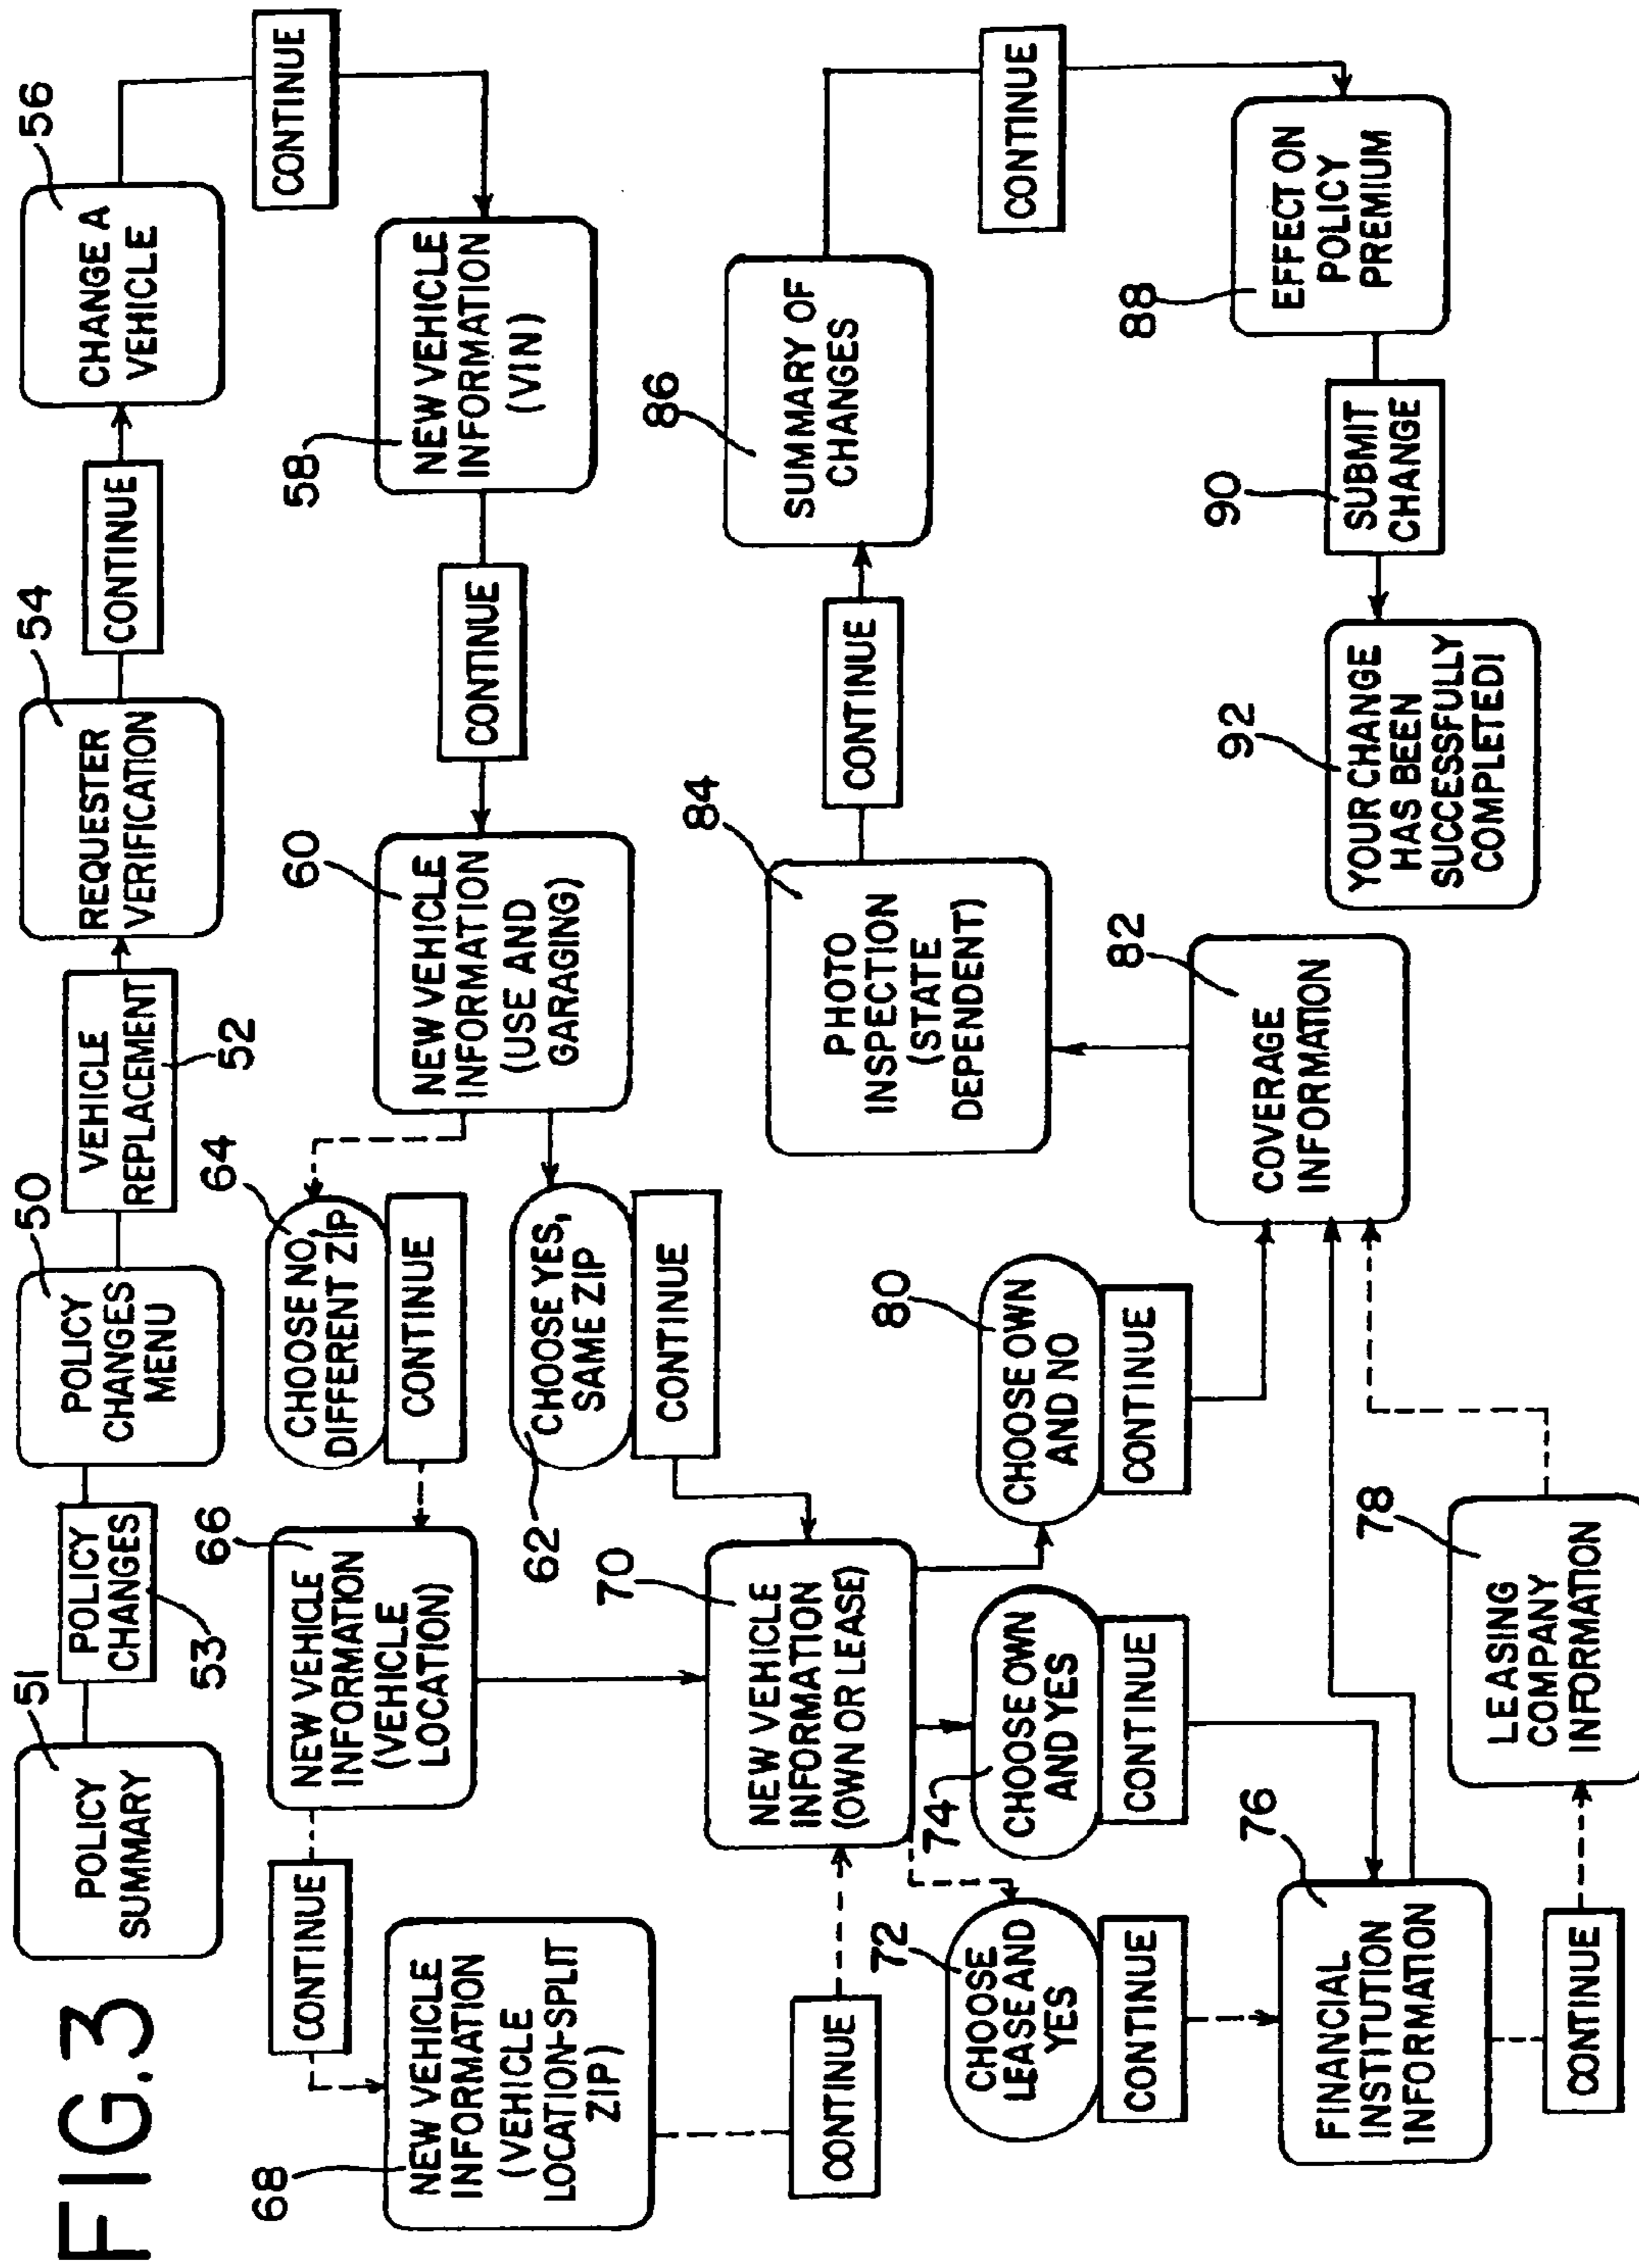 FIG.3
51
POLICY
SUMMARY
POLICY
CHANGES
53
50
POLICY
CHANGES
MENU
VEHICLE
REPLACEMENT
52
54
REQUESTER
VERIFICATION
CONTINUE
56
CHANGE A
VEHICLE
CONTINUE
58
NEW VEHICLE
INFORMATION
(VIN)
CONTINUE
60
NEW VEHICLE
INFORMATION
(USE AND
GARAGING)
64
CHOOSE NO,
DIFFERENT ZIP
CONTINUE
62
CHOOSE YES,
SAME ZIP
CONTINUE
66
NEW VEHICLE
INFORMATION
(VEHICLE
LOCATION)
CONTINUE
68
NEW VEHICLE
INFORMATION
(VEHICLE
LOCATION-SPLIT
ZIP)
CONTINUE
70
NEW VEHICLE
INFORMATION
(OWN OR LEASE)
72
CHOOSE
LEASE AND
YES
CONTINUE
74
CHOOSE OWN
AND YES
CONTINUE
80
CHOOSE OWN
AND NO
CONTINUE
76
FINANCIAL
INSTITUTION
INFORMATION
CONTINUE
78
LEASING
COMPANY
INFORMATION
82
COVERAGE
INFORMATION
84
PHOTO
INSPECTION
(STATE
DEPENDENT)
CONTINUE
86
SUMMARY OF
CHANGES
CONTINUE
88
EFFECT ON
POLICY
PREMIUM
90
SUBMIT
CHANGE
92
YOUR CHANGE
HAS BEEN
SUCCESSFULLY
COMPLETED!